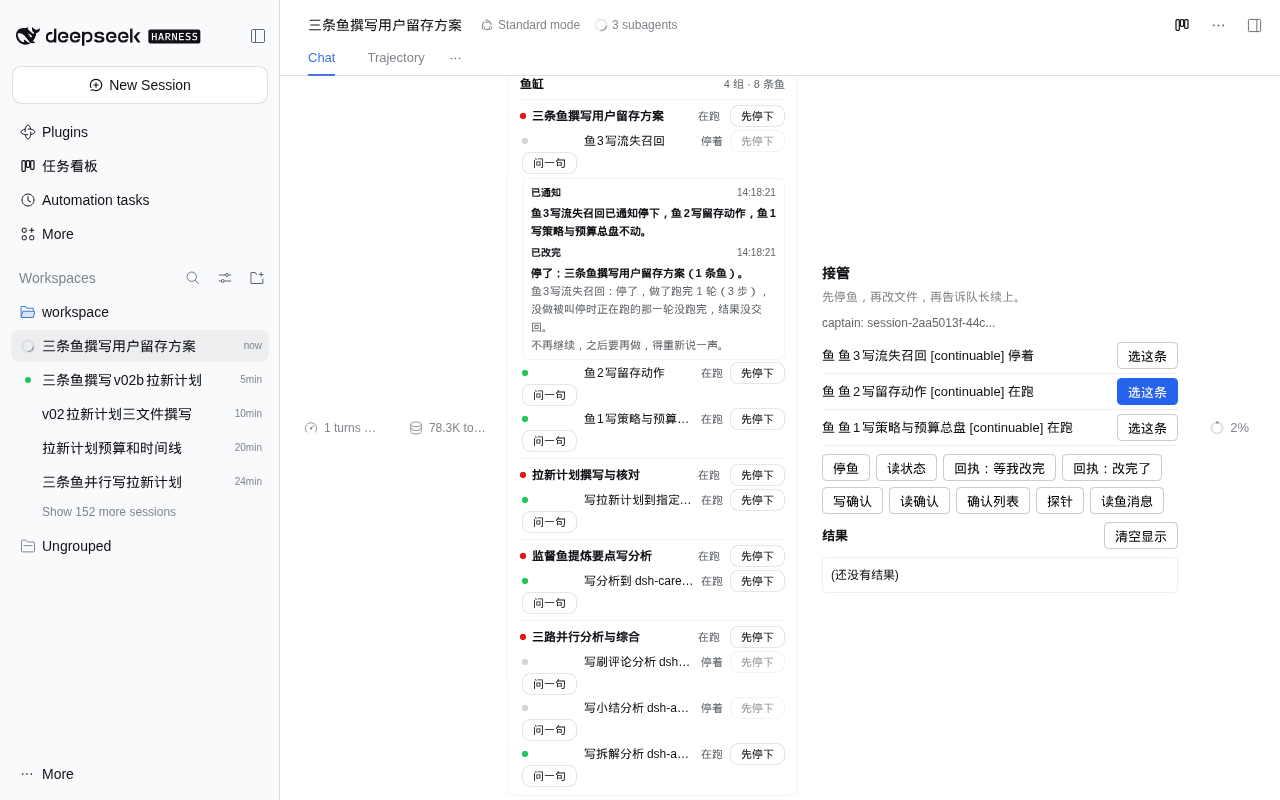 deepseek HARNESS
New Session
Plugins
任务看板
Automation tasks
More
Workspaces
workspace
三条鱼撰写用户留存方案 now
三条鱼撰写 v02b 拉新计划 5min
v02 拉新计划三文件撰写 10min
拉新计划预算和时间线 20min
三条鱼并行写拉新计划 24min
Show 152 more sessions
Ungrouped
More
三条鱼撰写用户留存方案 Standard mode 3 subagents
Chat Trajectory
1 turns … 78.3K to…
鱼缸 4 组 · 8 条鱼
三条鱼撰写用户留存方案 在跑 先停下
鱼3写流失召回 停着 先停下
问一句
已通知 14:18:21
鱼3写流失召回已通知停下，鱼2写留存动作，鱼1
写策略与预算总盘不动。
已改完 14:18:21
停了：三条鱼撰写用户留存方案（1 条鱼）。
鱼3写流失召回：停了，做了跑完 1 轮（3 步），
没做被叫停时正在跑的那一轮没跑完，结果没交
回。
不再继续，之后要再做，得重新说一声。
鱼2写留存动作 在跑 先停下
问一句
鱼1写策略与预算… 在跑 先停下
问一句
拉新计划撰写与核对 在跑 先停下
写拉新计划到指定… 在跑 先停下
问一句
监督鱼提炼要点写分析 在跑 先停下
写分析到 dsh-care… 在跑 先停下
问一句
三路并行分析与综合 在跑 先停下
写刷评论分析 dsh… 停着 先停下
问一句
写小结分析 dsh-a… 停着 先停下
问一句
写拆解分析 dsh-a… 在跑 先停下
问一句
接管
先停鱼，再改文件，再告诉队长续上。
captain: session-2aa5013f-44c...
鱼 鱼3写流失召回 [continuable] 停着 选这条
鱼 鱼2写留存动作 [continuable] 在跑 选这条
鱼 鱼1写策略与预算总盘 [continuable] 在跑 选这条
停鱼 读状态 回执：等我改完 回执：改完了
写确认 读确认 确认列表 探针 读鱼消息
结果 清空显示
(还没有结果)
2%